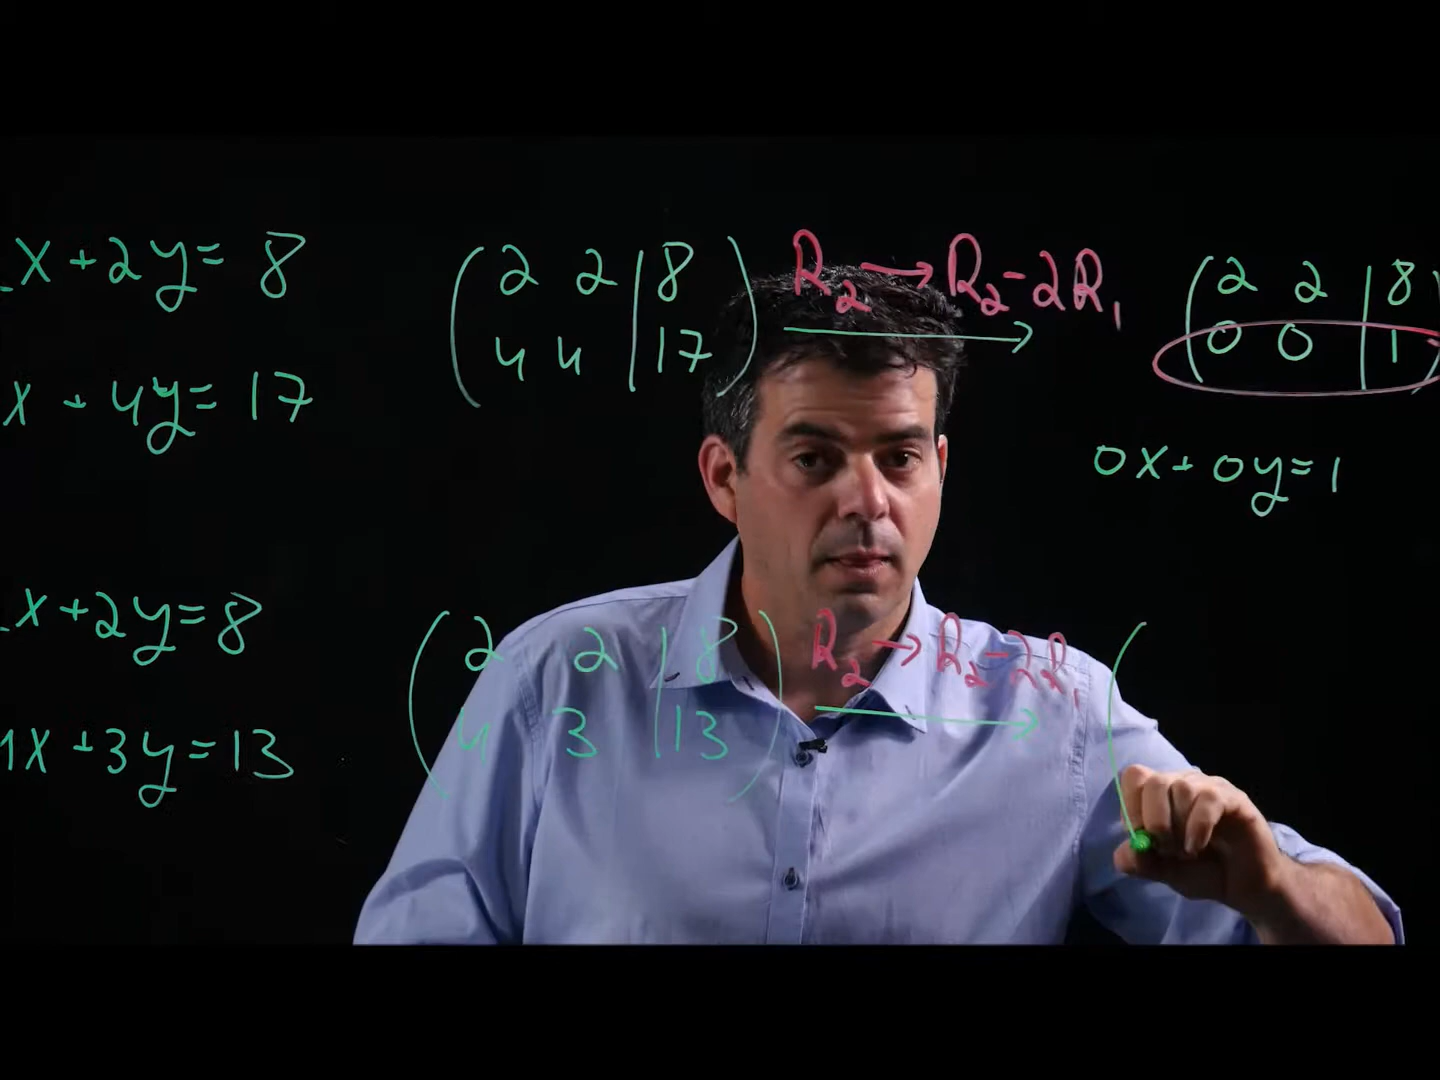 x + 2y = 8
( 2 2 | 8 ) R₂ → R₂ - 2R₁ ( 2 2 | 8 )
( 4 4 | 17 ) ( 0 0 | 1
x + 4y = 17
0x + 0y = 1
x + 2y = 8
( 2 2 | 8 ) R₂ → R₂ - 2R₁ (
( 4 3 | 13 )
4x + 3y = 13